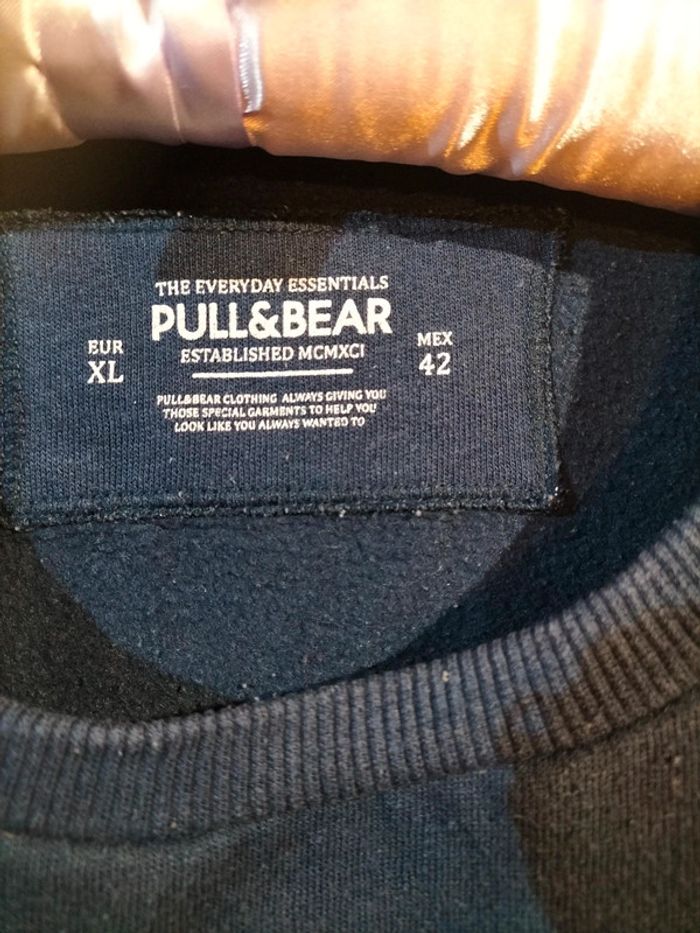 THE EVERYDAY ESSENTIALS
PULL&BEAR
ESTABLISHED MCMXCI
EUR
XL
MEX
42
PULL&BEAR CLOTHING ALWAYS GIVING YOU
THOSE SPECIAL GARMENTS TO HELP YOU
LOOK LIKE YOU ALWAYS WANTED TO